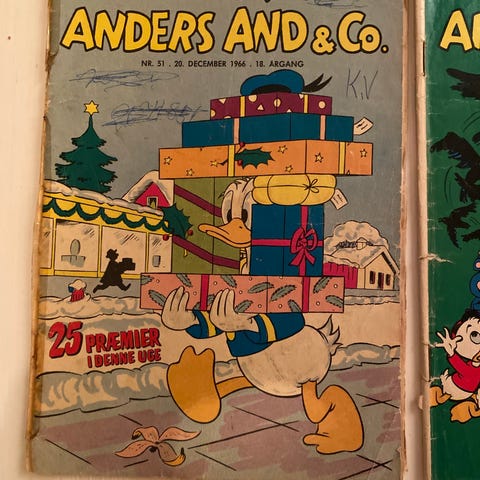 ANDERS AND & Co.
NR. 51 . 20. DECEMBER 1966 . 18. ÅRGANG
K.V
25 PRÆMIER
I DENNE UGE
A